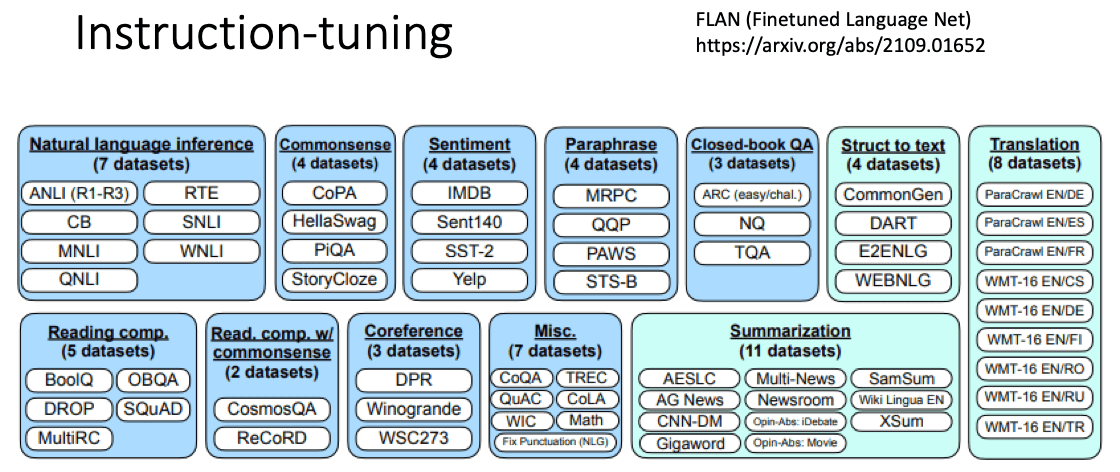 Instruction-tuning
FLAN (Finetuned Language Net)
https://arxiv.org/abs/2109.01652
Natural language inference
(7 datasets)
ANLI (R1-R3)
RTE
CB
SNLI
MNLI
WNLI
QNLI
Commonsense
(4 datasets)
CoPA
HellaSwag
PiQA
StoryCloze
Sentiment
(4 datasets)
IMDB
Sent140
SST-2
Yelp
Paraphrase
(4 datasets)
MRPC
QQP
PAWS
STS-B
Closed-book QA
(3 datasets)
ARC (easy/chal.)
NQ
TQA
Struct to text
(4 datasets)
CommonGen
DART
E2ENLG
WEBNLG
Translation
(8 datasets)
ParaCrawl EN/DE
ParaCrawl EN/ES
ParaCrawl EN/FR
WMT-16 EN/CS
WMT-16 EN/DE
WMT-16 EN/FI
WMT-16 EN/RO
WMT-16 EN/RU
WMT-16 EN/TR
Reading comp.
(5 datasets)
BoolQ
OBQA
DROP
SQuAD
MultiRC
Read. comp. w/
commonsense
(2 datasets)
CosmosQA
ReCoRD
Coreference
(3 datasets)
DPR
Winogrande
WSC273
Misc.
(7 datasets)
CoQA
TREC
QuAC
CoLA
WIC
Math
Fix Punctuation (NLG)
Summarization
(11 datasets)
AESLC
Multi-News
SamSum
AG News
Newsroom
Wiki Lingua EN
CNN-DM
Opin-Abs: iDebate
XSum
Gigaword
Opin-Abs: Movie